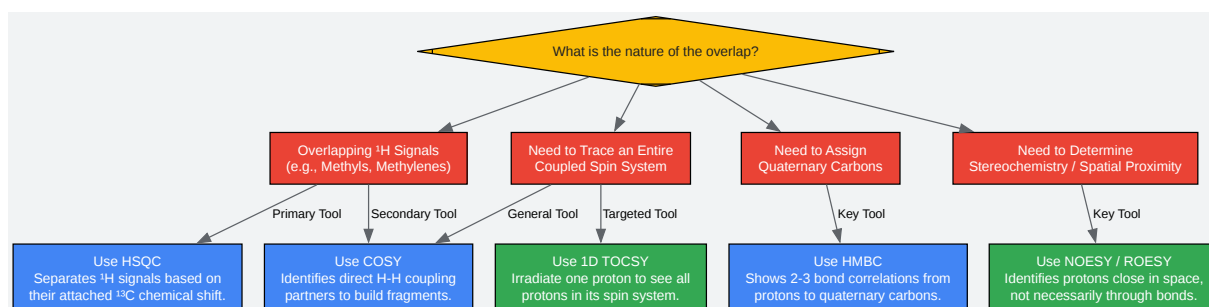 What is the nature of the overlap?
Overlapping ¹H Signals
(e.g., Methyls, Methylenes)
Need to Trace an Entire
Coupled Spin System
Need to Assign
Quaternary Carbons
Need to Determine
Stereochemistry / Spatial Proximity
Primary Tool
Secondary Tool
General Tool
Targeted Tool
Key Tool
Key Tool
Use HSQC
Separates ¹H signals based on
their attached ¹³C chemical shift.
Use COSY
Identifies direct H-H coupling
partners to build fragments.
Use 1D TOCSY
Irradiate one proton to see all
protons in its spin system.
Use HMBC
Shows 2-3 bond correlations from
protons to quaternary carbons.
Use NOESY / ROESY
Identifies protons close in space,
not necessarily through bonds.